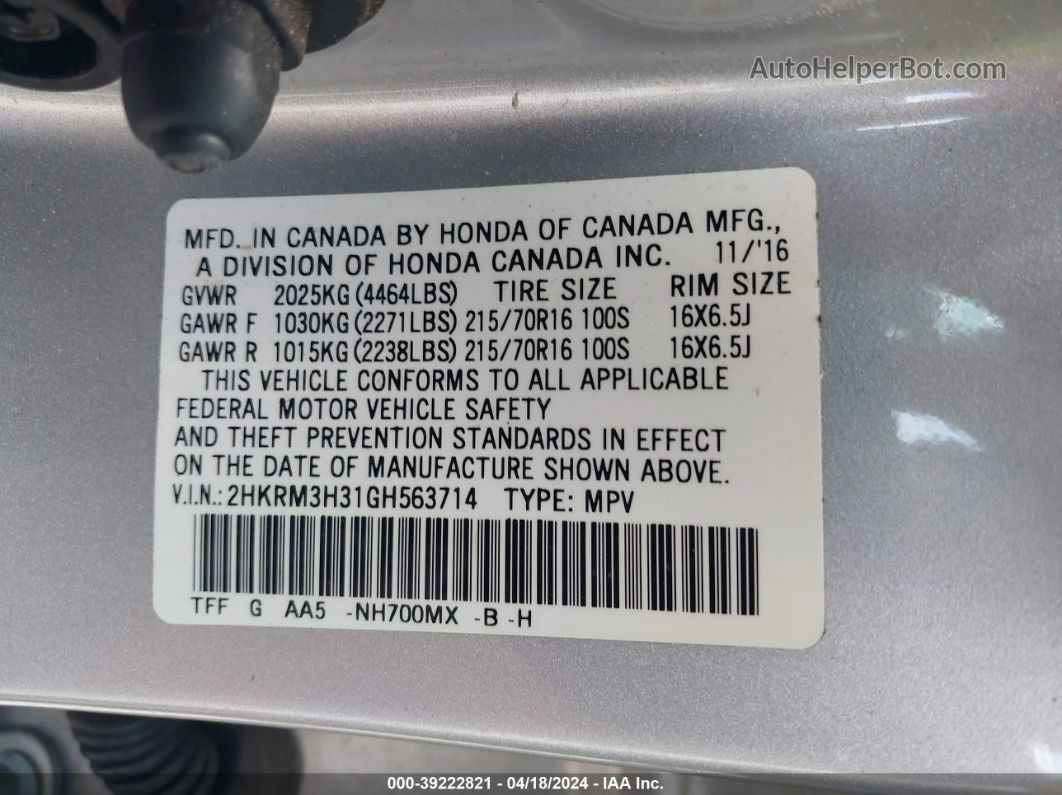 AutoHelperBot.com
MFD. IN CANADA BY HONDA OF CANADA MFG.,
A DIVISION OF HONDA CANADA INC. 11/'16
GVWR 2025KG (4464LBS) TIRE SIZE RIM SIZE
GAWR F 1030KG (2271LBS) 215/70R16 100S 16X6.5J
GAWR R 1015KG (2238LBS) 215/70R16 100S 16X6.5J
THIS VEHICLE CONFORMS TO ALL APPLICABLE
FEDERAL MOTOR VEHICLE SAFETY
AND THEFT PREVENTION STANDARDS IN EFFECT
ON THE DATE OF MANUFACTURE SHOWN ABOVE.
V.I.N.: 2HKRM3H31GH563714 TYPE: MPV
TFF G AA5 -NH700MX -B -H
000-39222821 - 04/18/2024 - IAA Inc.